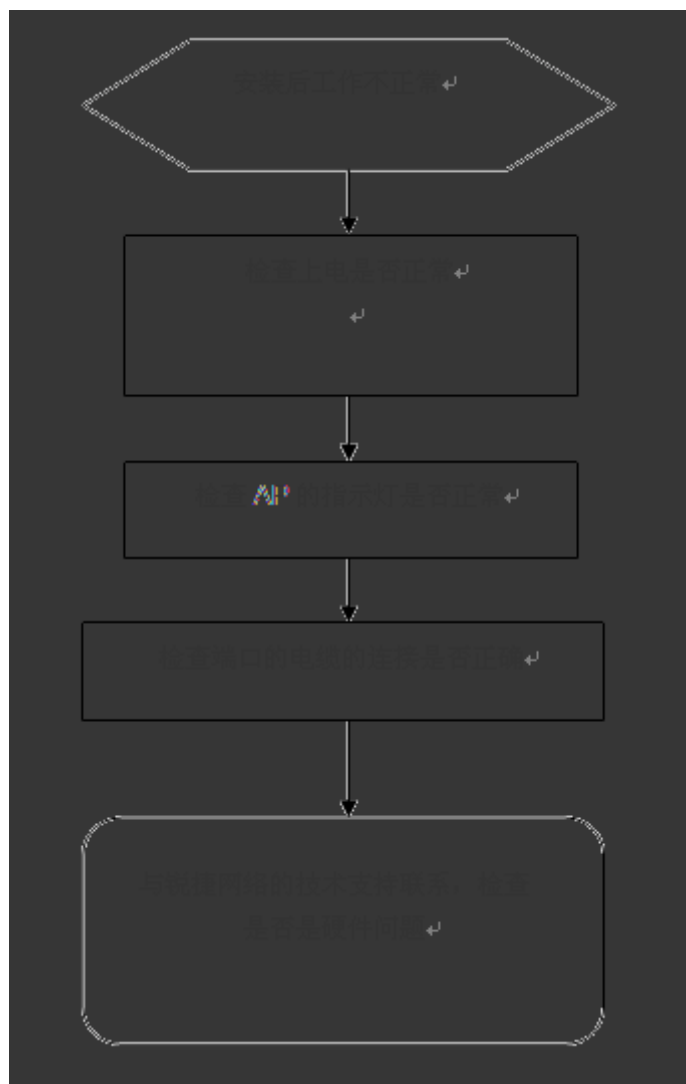 安装后工作不正常
检查上电是否正常
检查AP的指示灯是否正常
检查端口的电缆的连接是否正确
与锐捷网络的技术支持联系，检查
是否是硬件问题